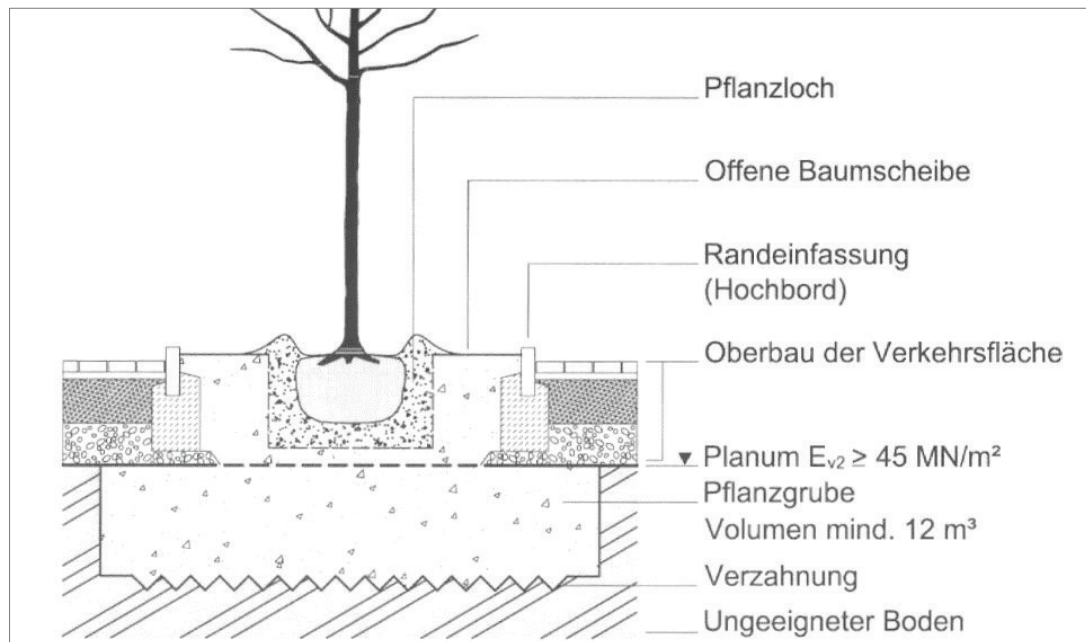 Pflanzloch
Offene Baumscheibe
Randeinfassung
(Hochbord)
Oberbau der Verkehrsfläche
Planum Ev2 ≥ 45 MN/m²
Pflanzgrube
Volumen mind. 12 m³
Verzahnung
Ungeeigneter Boden